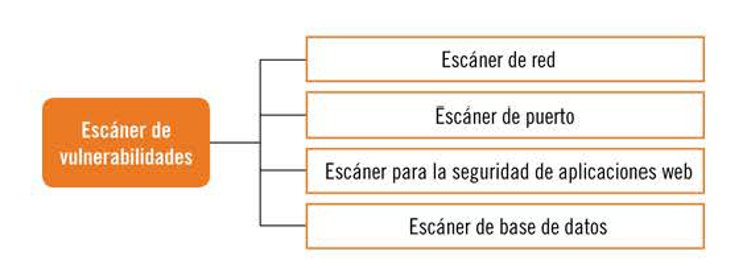 Escáner de
vulnerabilidades
Escáner de red
Escáner de puerto
Escáner para la seguridad de aplicaciones web
Escáner de base de datos